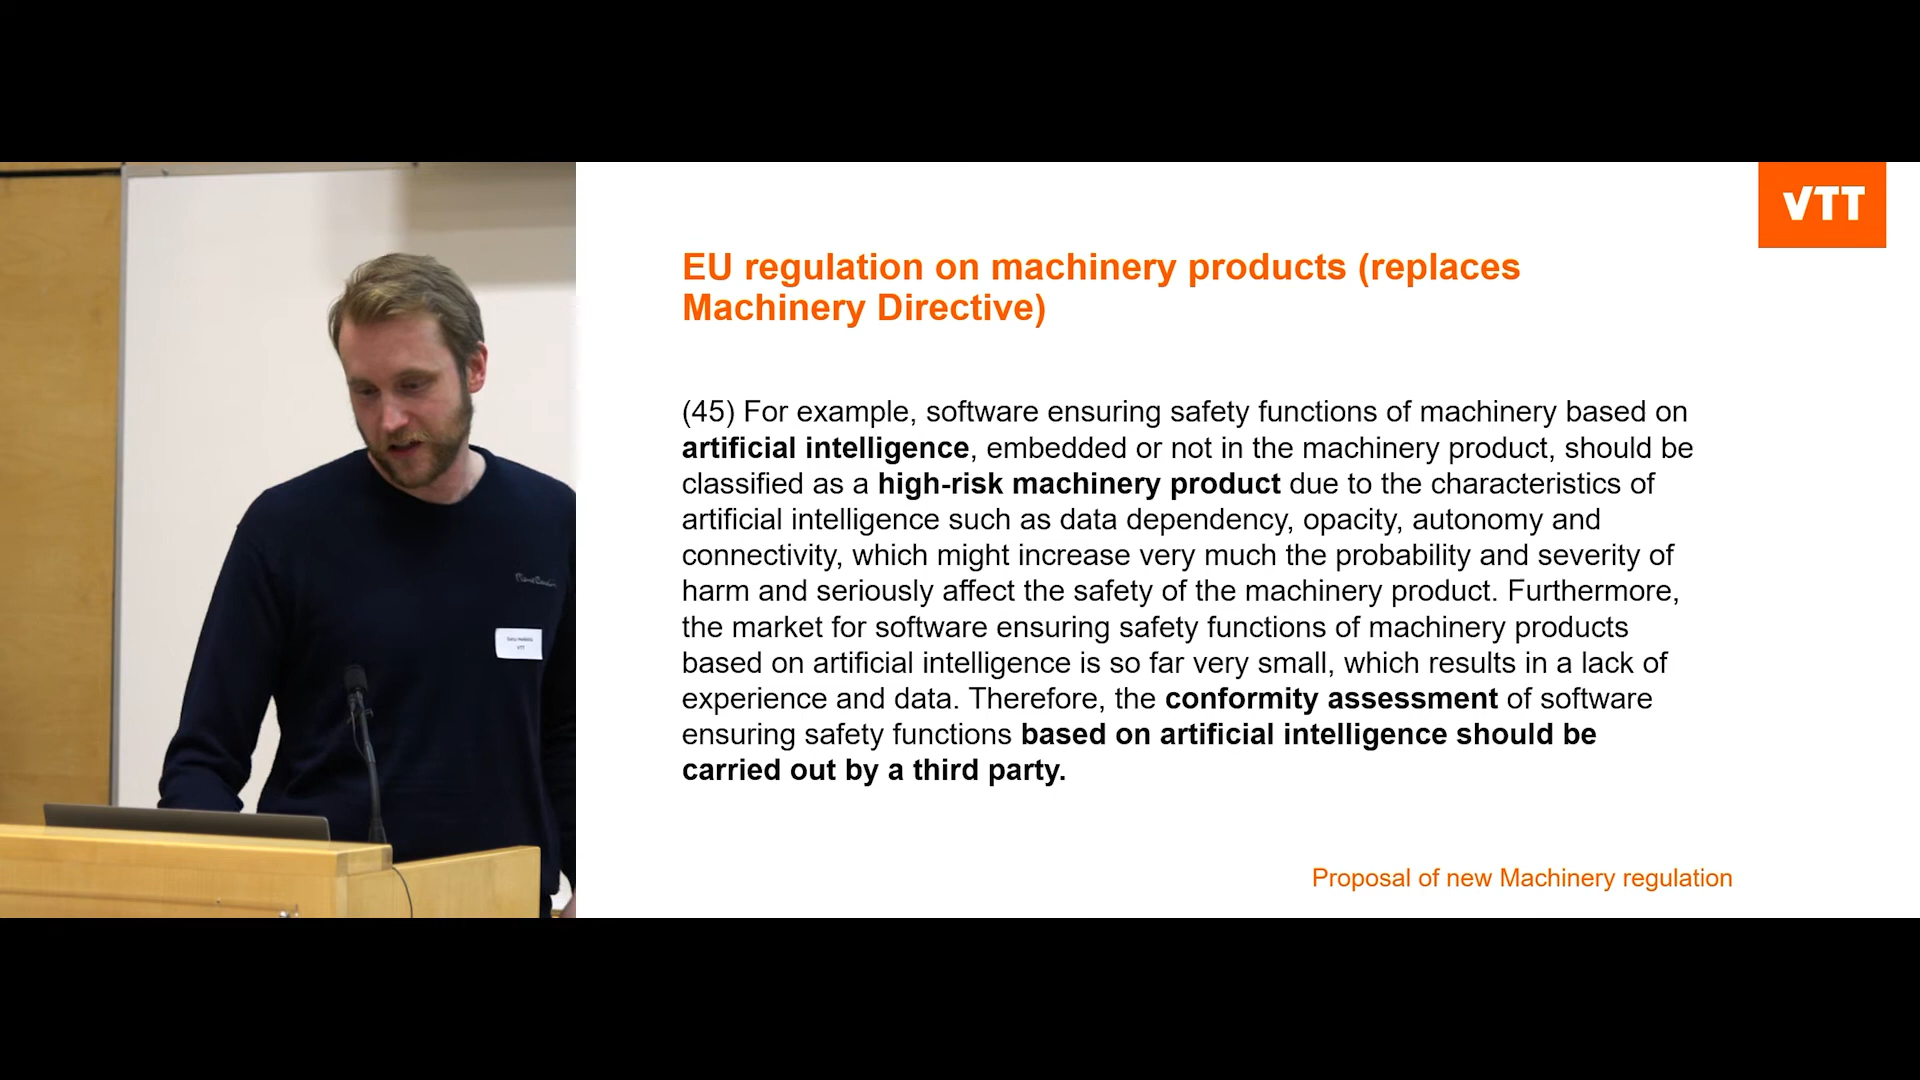 VTT
EU regulation on machinery products (replaces
Machinery Directive)
(45) For example, software ensuring safety functions of machinery based on
artificial intelligence, embedded or not in the machinery product, should be
classified as a high-risk machinery product due to the characteristics of
artificial intelligence such as data dependency, opacity, autonomy and
connectivity, which might increase very much the probability and severity of
harm and seriously affect the safety of the machinery product. Furthermore,
the market for software ensuring safety functions of machinery products
based on artificial intelligence is so far very small, which results in a lack of
experience and data. Therefore, the conformity assessment of software
ensuring safety functions based on artificial intelligence should be
carried out by a third party.
Proposal of new Machinery regulation
VTT